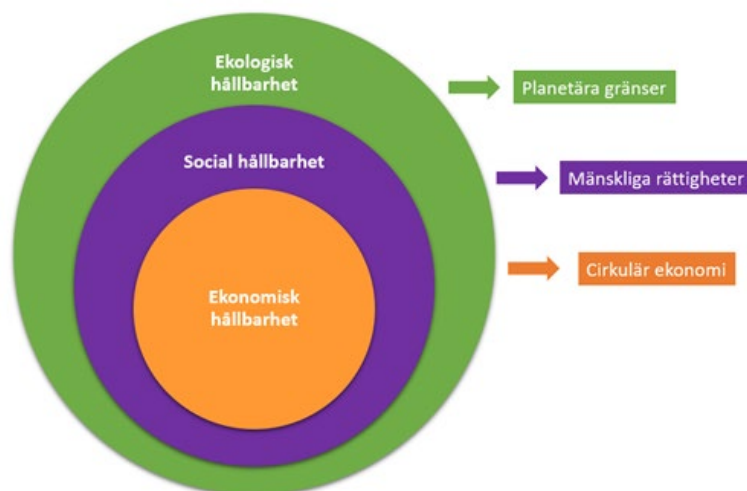 Ekologisk
hållbarhet
Planetära gränser
Social hållbarhet
Mänskliga rättigheter
Cirkulär ekonomi
Ekonomisk
hållbarhet